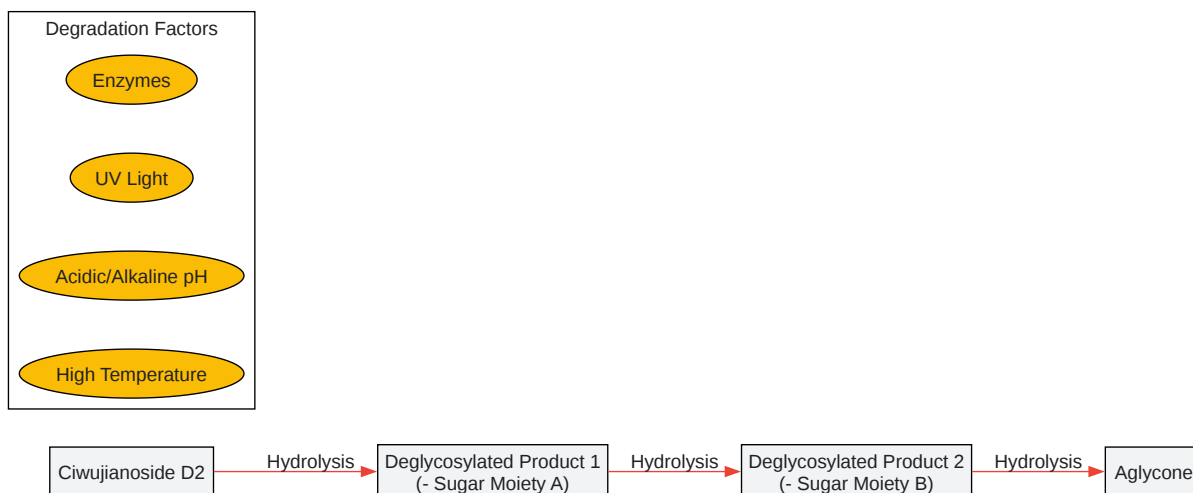 Degradation Factors
Enzymes
UV Light
Acidic/Alkaline pH
High Temperature
Ciwujianoside D2
Hydrolysis
Deglycosylated Product 1
(- Sugar Moiety A)
Hydrolysis
Deglycosylated Product 2
(- Sugar Moiety B)
Hydrolysis
Aglycone